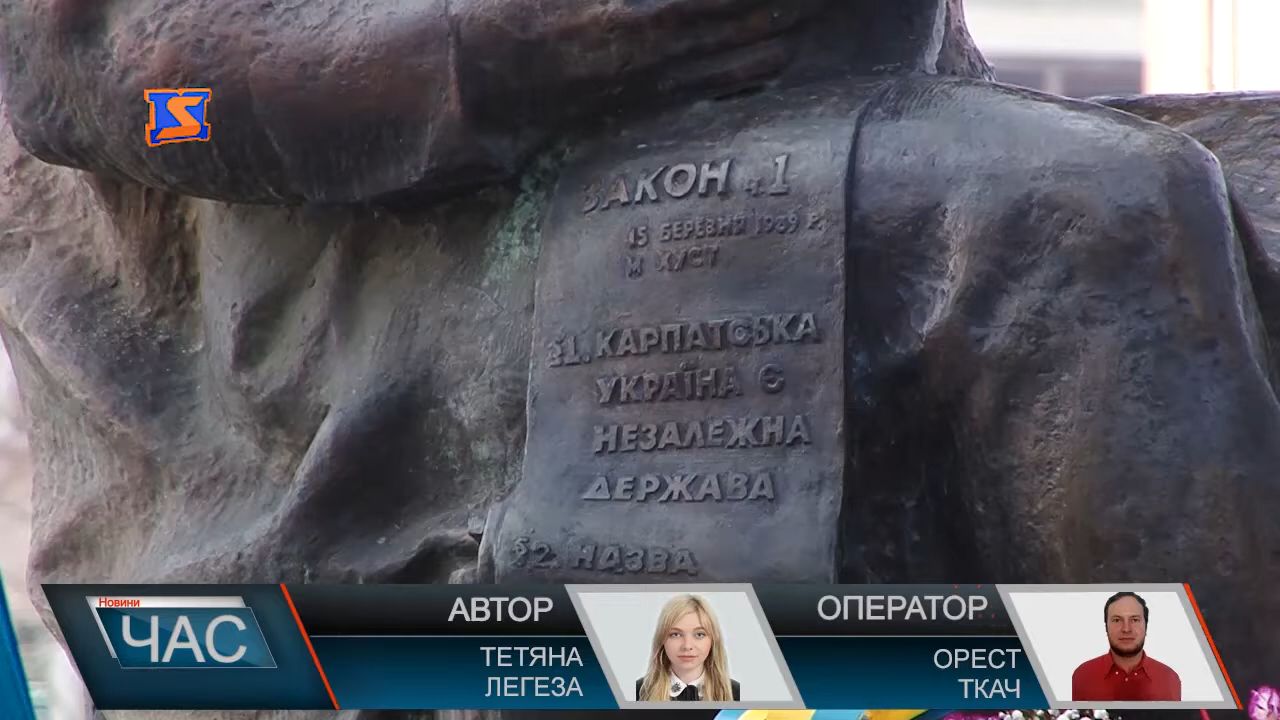 ЗАКОН ч.1
15 БЕРЕЗНЯ 1939 Р.
М ХУСТ
§1. КАРПАТСЬКА
УКРАЇНА Є
НЕЗАЛЕЖНА
ДЕРЖАВА
§2. НАЗВА
Новини
ЧАС
АВТОР
ТЕТЯНА
ЛЕГЕЗА
ОПЕРАТОР
ОРЕСТ
ТКАЧ